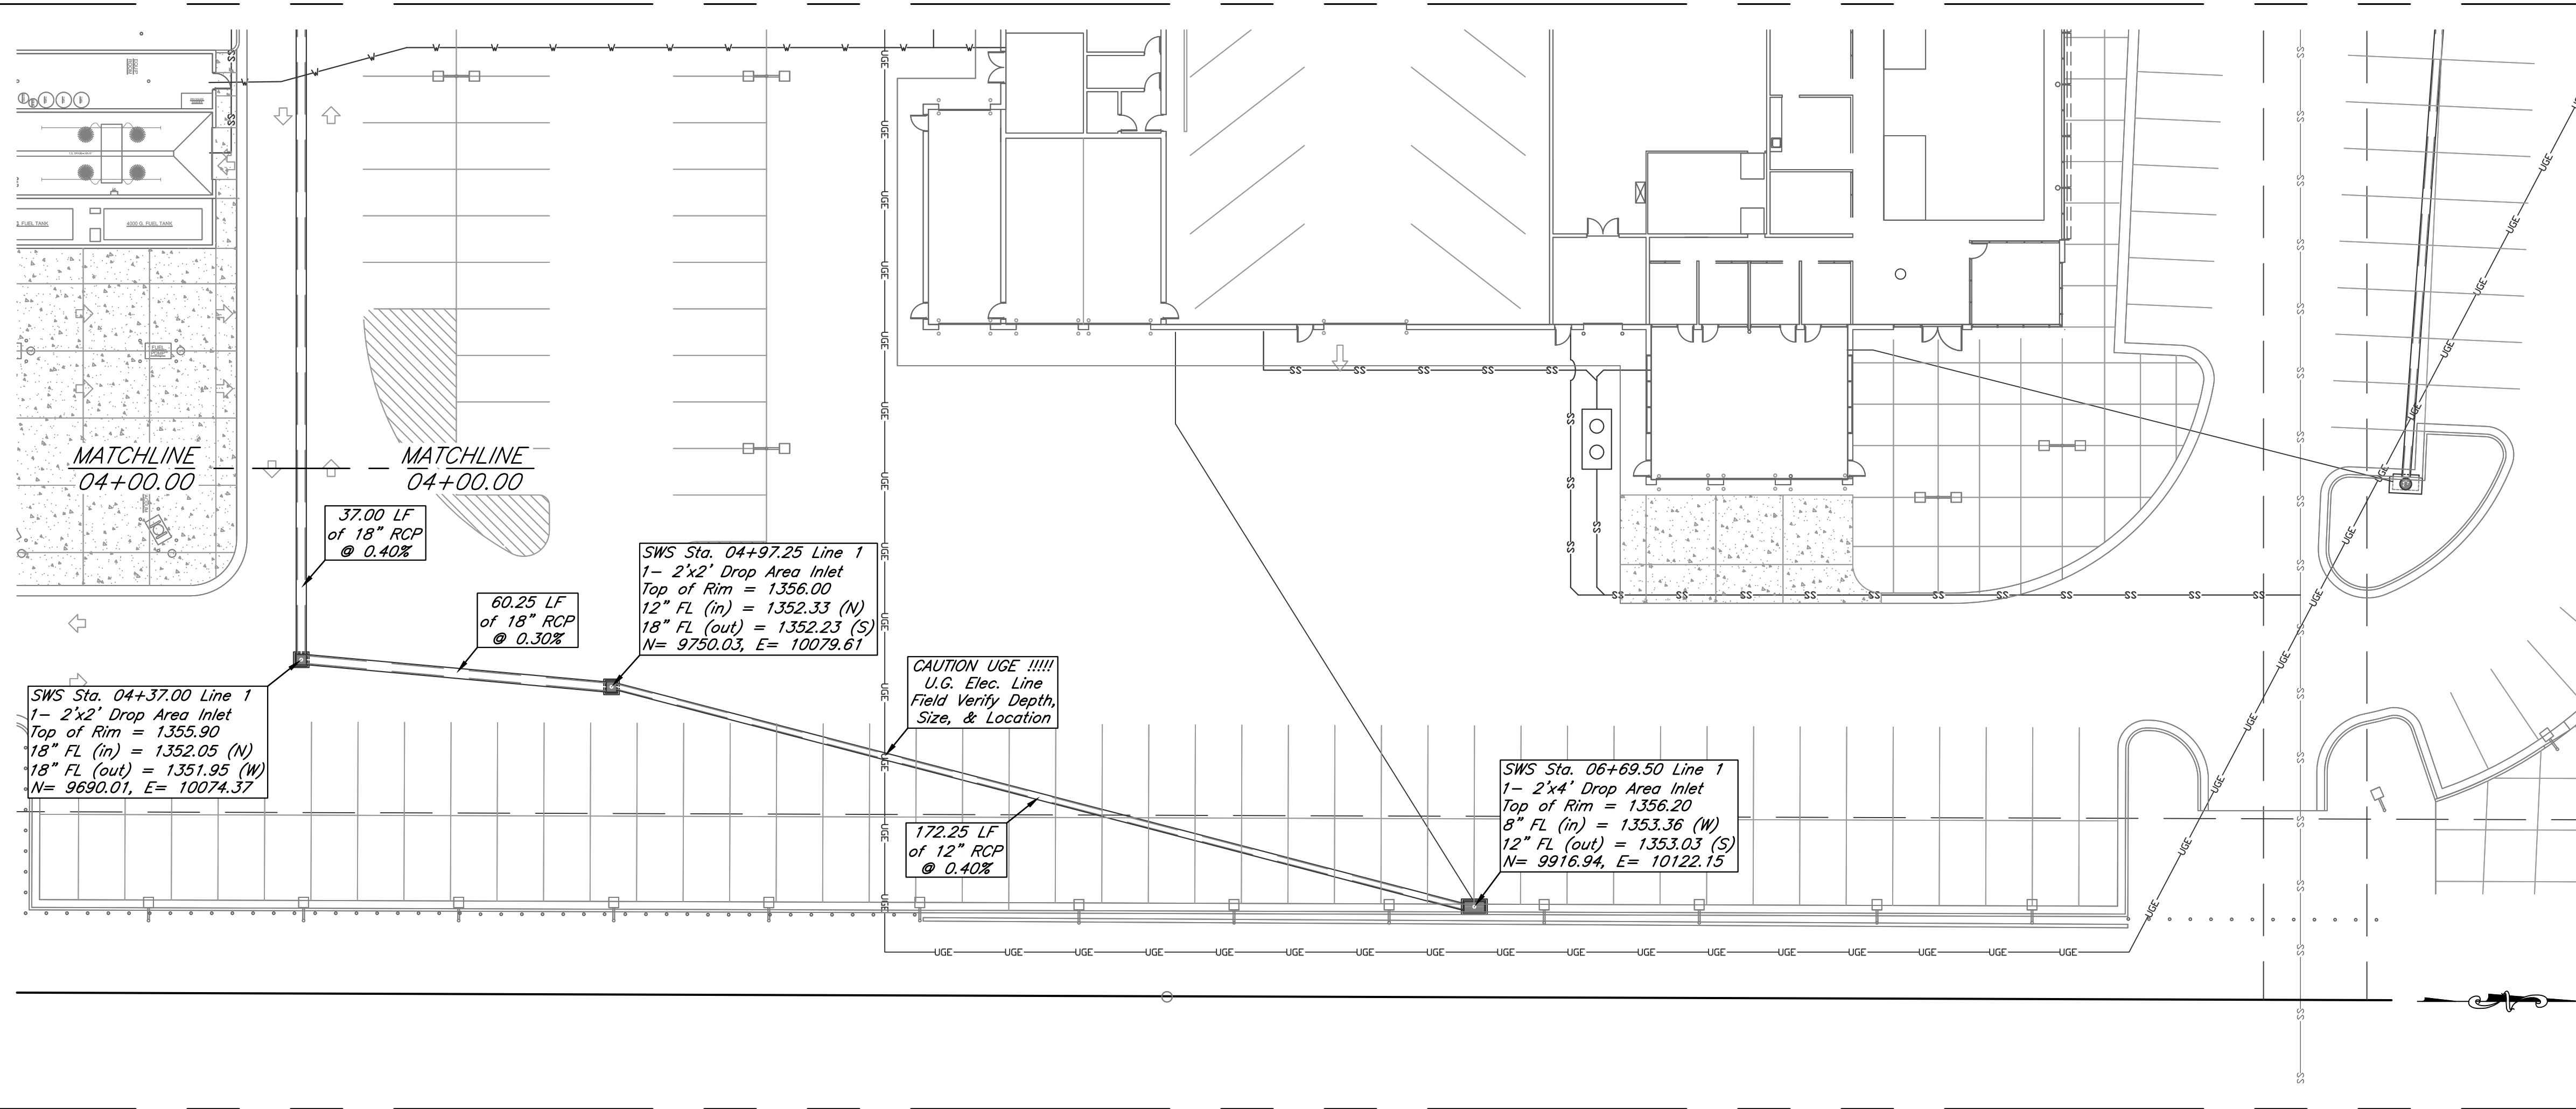 4000 G. FUEL TANK
FUEL TANK
MATCHLINE
04+00.00
MATCHLINE
04+00.00
37.00 LF
of 18" RCP
@ 0.40%
60.25 LF
of 18" RCP
@ 0.30%
SWS Sta. 04+97.25 Line 1
1- 2'x2' Drop Area Inlet
Top of Rim = 1356.00
12" FL (in) = 1352.33 (N)
18" FL (out) = 1352.23 (S)
N= 9750.03, E= 10079.61
SWS Sta. 04+37.00 Line 1
1- 2'x2' Drop Area Inlet
Top of Rim = 1355.90
18" FL (in) = 1352.05 (N)
18" FL (out) = 1351.95 (W)
N= 9690.01, E= 10074.37
CAUTION UGE !!!!!
U.G. Elec. Line
Field Verify Depth,
Size, & Location
172.25 LF
of 12" RCP
@ 0.40%
SWS Sta. 06+69.50 Line 1
1- 2'x4' Drop Area Inlet
Top of Rim = 1356.20
8" FL (in) = 1353.36 (W)
12" FL (out) = 1353.03 (S)
N= 9916.94, E= 10122.15
W
SS
UGE